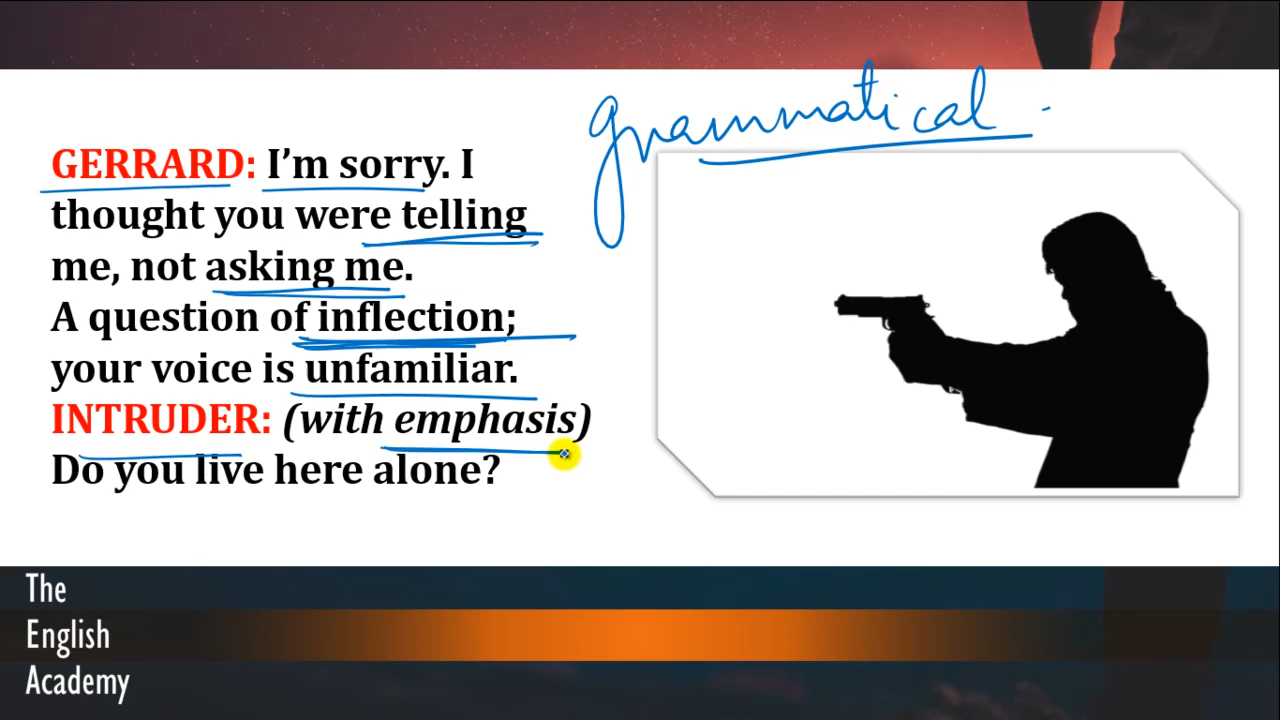 grammatical .
GERRARD: I'm sorry. I
thought you were telling
me, not asking me.
A question of inflection;
your voice is unfamiliar.
INTRUDER: (with emphasis)
Do you live here alone?
The
English
Academy